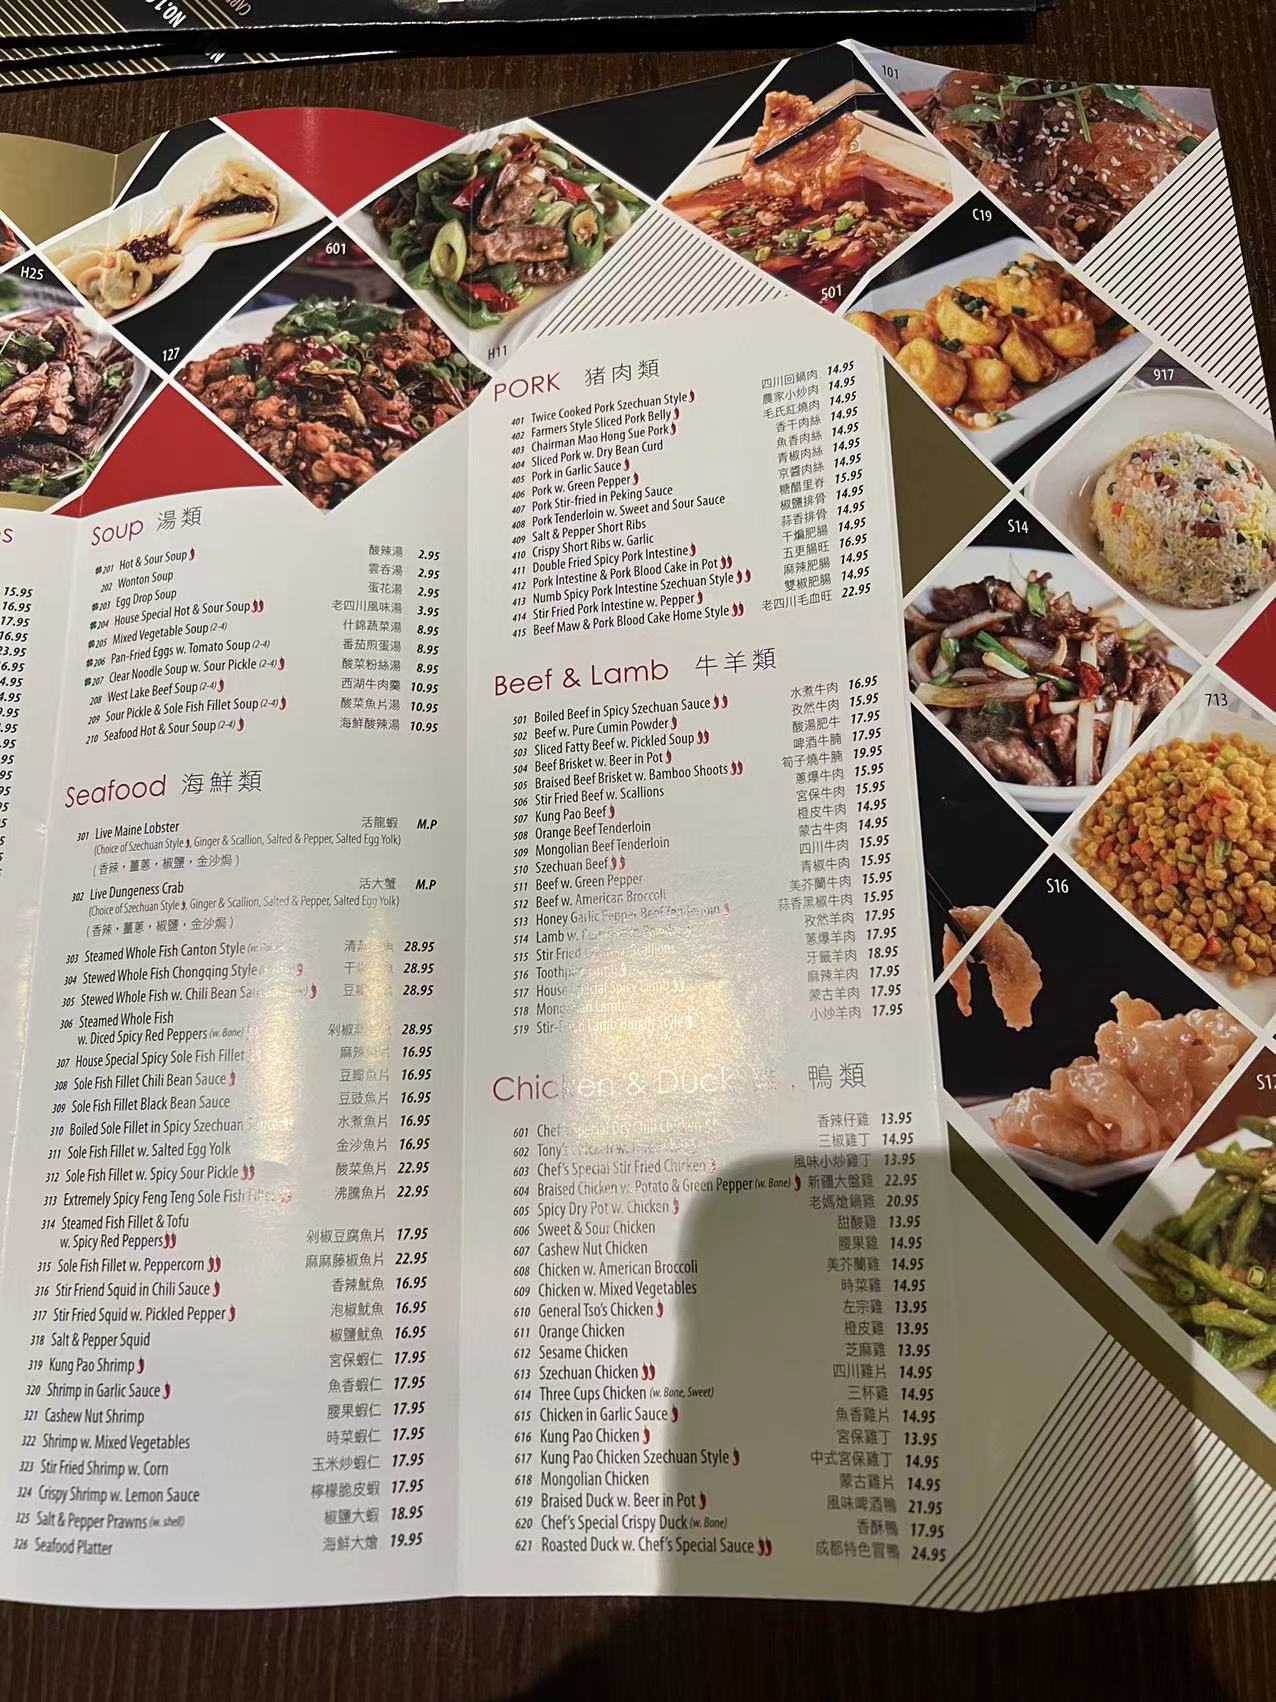 NO.1
H25
127
601
H11
501
101
C19
917
S14
713
S16
15.95
16.95
17.95
16.95
23.95
Soup 湯類
201 Hot & Sour Soup 酸辣湯 2.95
202 Wonton Soup 雲吞湯 2.95
203 Egg Drop Soup 蛋花湯 2.95
204 House Special Hot & Sour Soup 老四川風味湯 3.95
205 Mixed Vegetable Soup (2-4) 什錦蔬菜湯 8.95
206 Pan-Fried Eggs w. Tomato Soup (2-4) 番茄煎蛋湯 8.95
207 Clear Noodle Soup w. Sour Pickle (2-4) 酸菜粉絲湯 8.95
208 West Lake Beef Soup (2-4) 西湖牛肉羹 10.95
209 Sour Pickle & Sole Fish Fillet Soup (2-4) 酸菜魚片湯 10.95
210 Seafood Hot & Sour Soup (2-4) 海鮮酸辣湯 10.95
Seafood 海鮮類
301 Live Maine Lobster 活龍蝦 M.P
(Choice of Szechuan Style, Ginger & Scallion, Salted & Pepper, Salted Egg Yolk)
(香辣，薑蔥，椒鹽，金沙焗)
302 Live Dungeness Crab 活大蟹 M.P
(Choice of Szechuan Style, Ginger & Scallion, Salted & Pepper, Salted Egg Yolk)
(香辣，薑蔥，椒鹽，金沙焗)
303 Steamed Whole Fish Canton Style 28.95
304 Stewed Whole Fish Chongqing Style 28.95
305 Stewed Whole Fish w. Chili Bean 28.95
306 Steamed Whole Fish
w. Diced Spicy Red Peppers (w. Bone) 28.95
307 House Special Spicy Sole Fish Fillet 16.95
308 Sole Fish Fillet Chili Bean Sauce 豆瓣魚片 16.95
309 Sole Fish Fillet Black Bean Sauce 豆豉魚片 16.95
310 Boiled Sole Fillet in Spicy Szechuan 水煮魚片 16.95
311 Sole Fish Fillet w. Salted Egg Yolk 金沙魚片 16.95
312 Sole Fish Fillet w. Spicy Sour Pickle 酸菜魚片 22.95
313 Extremely Spicy Feng Teng Sole Fish 沸騰魚片 22.95
314 Steamed Fish Fillet & Tofu
w. Spicy Red Peppers 剁椒豆腐魚片 17.95
315 Sole Fish Fillet w. Peppercorn 麻麻藤椒魚片 22.95
316 Stir Friend Squid in Chili Sauce 香辣魷魚 16.95
317 Stir Fried Squid w. Pickled Pepper 泡椒魷魚 16.95
318 Salt & Pepper Squid 椒鹽魷魚 16.95
319 Kung Pao Shrimp 宮保蝦仁 17.95
320 Shrimp in Garlic Sauce 魚香蝦仁 17.95
321 Cashew Nut Shrimp 腰果蝦仁 17.95
322 Shrimp w. Mixed Vegetables 時菜蝦仁 17.95
323 Stir Fried Shrimp w. Corn 玉米炒蝦仁 17.95
324 Crispy Shrimp w. Lemon Sauce 檸檬脆皮蝦 17.95
325 Salt & Pepper Prawns (w. shell) 椒鹽大蝦 18.95
326 Seafood Platter 海鮮大燴 19.95
PORK 猪肉類
401 Twice Cooked Pork Szechuan Style 四川回鍋肉 14.95
402 Farmers Style Sliced Pork Belly 農家小炒肉 14.95
403 Chairman Mao Hong Sue Pork 毛氏紅燒肉 14.95
404 Sliced Pork w. Dry Bean Curd 香干肉絲 14.95
405 Pork in Garlic Sauce 魚香肉絲 14.95
406 Pork w. Green Pepper 青椒肉絲 14.95
407 Pork Stir-fried in Peking Sauce 京醬肉絲 14.95
408 Pork Tenderloin w. Sweet and Sour Sauce 糖醋里脊 15.95
409 Salt & Pepper Short Ribs 椒鹽排骨 14.95
410 Crispy Short Ribs w. Garlic 蒜香排骨 14.95
411 Double Fried Spicy Pork Intestine 干煸肥腸 14.95
412 Pork Intestine & Pork Blood Cake in Pot 五更腸旺 16.95
413 Numb Spicy Pork Intestine Szechuan Style 麻辣肥腸 14.95
414 Stir Fried Pork Intestine w. Pepper 雙椒肥腸 14.95
415 Beef Maw & Pork Blood Cake Home Style 老四川毛血旺 22.95
Beef & Lamb 牛羊類
501 Boiled Beef in Spicy Szechuan Sauce 水煮牛肉 16.95
502 Beef w. Pure Cumin Powder 孜然牛肉 15.95
503 Sliced Fatty Beef w. Pickled Soup 酸湯肥牛 17.95
504 Beef Brisket w. Beer in Pot 啤酒牛腩 17.95
505 Braised Beef Brisket w. Bamboo Shoots 筍子燒牛腩 19.95
506 Stir Fried Beef w. Scallions 蔥爆牛肉 15.95
507 Kung Pao Beef 宮保牛肉 15.95
508 Orange Beef Tenderloin 橙皮牛肉 14.95
509 Mongolian Beef Tenderloin 蒙古牛肉 14.95
510 Szechuan Beef 四川牛肉 15.95
511 Beef w. Green Pepper 青椒牛肉 15.95
512 Beef w. American Broccoli 美芥蘭牛肉 15.95
513 Honey Garlic Pepper Beef Tenderloin 蒜香黑椒牛肉 15.95
514 Lamb w. 孜然羊肉 17.95
515 Stir Fried Scallions 蔥爆羊肉 17.95
516 牙籤羊肉 18.95
517 House Special Spicy Lamb 麻辣羊肉 17.95
518 Lamb 蒙古羊肉 17.95
519 Lamb Hunan Style 小炒羊肉 17.95
Chicken & Duck 鴨類
601 Chef's Special Dry Chili Chicken 香辣仔雞 13.95
602 Tony's Chicken w. 三椒雞丁 14.95
603 Chef's Special Stir Fried Chicken 風味小炒雞丁 13.95
604 Braised Chicken w. Potato & Green Pepper (w. Bone) 新疆大盤雞 22.95
605 Spicy Dry Pot w. Chicken 老媽熗鍋雞 20.95
606 Sweet & Sour Chicken 甜酸雞 13.95
607 Cashew Nut Chicken 腰果雞 14.95
608 Chicken w. American Broccoli 美芥蘭雞 14.95
609 Chicken w. Mixed Vegetables 時菜雞 14.95
610 General Tso's Chicken 左宗雞 13.95
611 Orange Chicken 橙皮雞 13.95
612 Sesame Chicken 芝麻雞 13.95
613 Szechuan Chicken 四川雞片 14.95
614 Three Cups Chicken (w. Bone, Sweet) 三杯雞 14.95
615 Chicken in Garlic Sauce 魚香雞片 14.95
616 Kung Pao Chicken 宮保雞丁 13.95
617 Kung Pao Chicken Szechuan Style 中式宮保雞丁 14.95
618 Mongolian Chicken 蒙古雞片 14.95
619 Braised Duck w. Beer in Pot 風味啤酒鴨 21.95
620 Chef's Special Crispy Duck (w. Bone) 香酥鴨 17.95
621 Roasted Duck w. Chef's Special Sauce 成都特色冒鴨 24.95